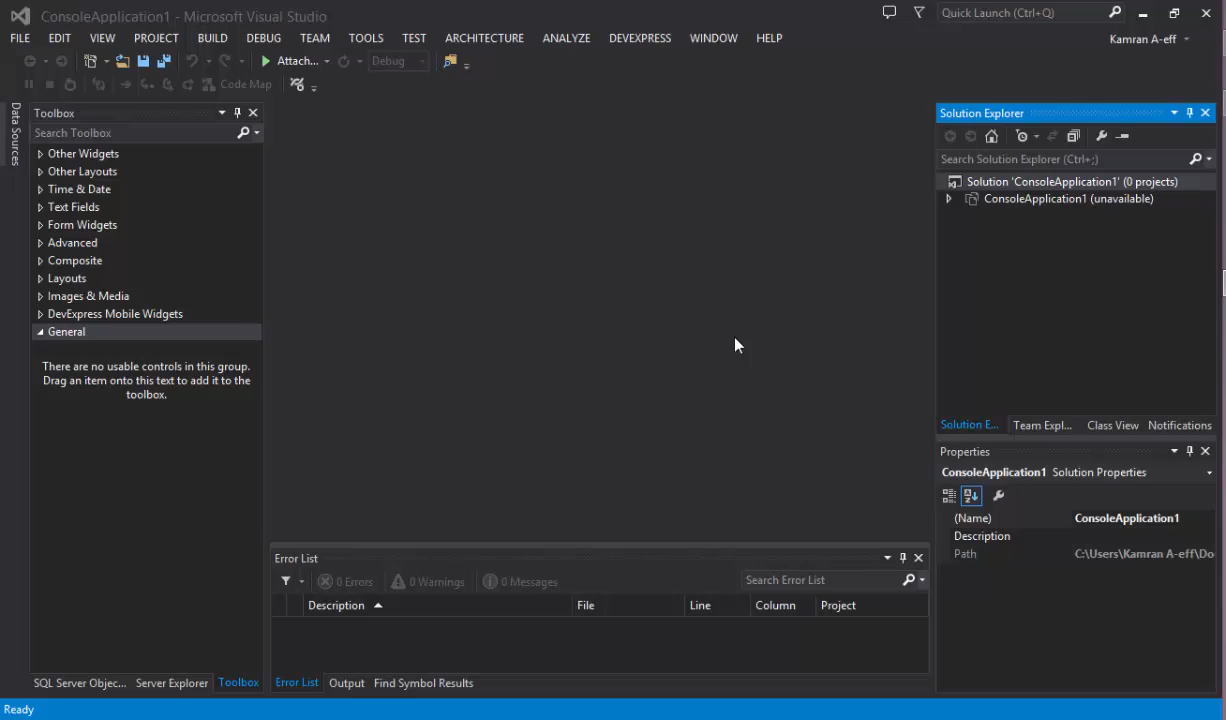 ConsoleApplication1 - Microsoft Visual Studio
Quick Launch (Ctrl+Q)
FILE EDIT VIEW PROJECT BUILD DEBUG TEAM TOOLS TEST ARCHITECTURE ANALYZE DEVEXPRESS WINDOW HELP
Kamran A-eff
Attach...
Debug
Code Map
Data Sources
Toolbox
Search Toolbox
Other Widgets
Other Layouts
Time & Date
Text Fields
Form Widgets
Advanced
Composite
Layouts
Images & Media
DevExpress Mobile Widgets
General
There are no usable controls in this group.
Drag an item onto this text to add it to the
toolbox.
SQL Server Objec... Server Explorer Toolbox
Error List
0 Errors 0 Warnings 0 Messages
Search Error List
Description File Line Column Project
Error List Output Find Symbol Results
Solution Explorer
Search Solution Explorer (Ctrl+;)
Solution 'ConsoleApplication1' (0 projects)
ConsoleApplication1 (unavailable)
Solution E... Team Expl... Class View Notifications
Properties
ConsoleApplication1 Solution Properties
(Name) ConsoleApplication1
Description
Path C:\Users\Kamran A-eff\Do
Ready